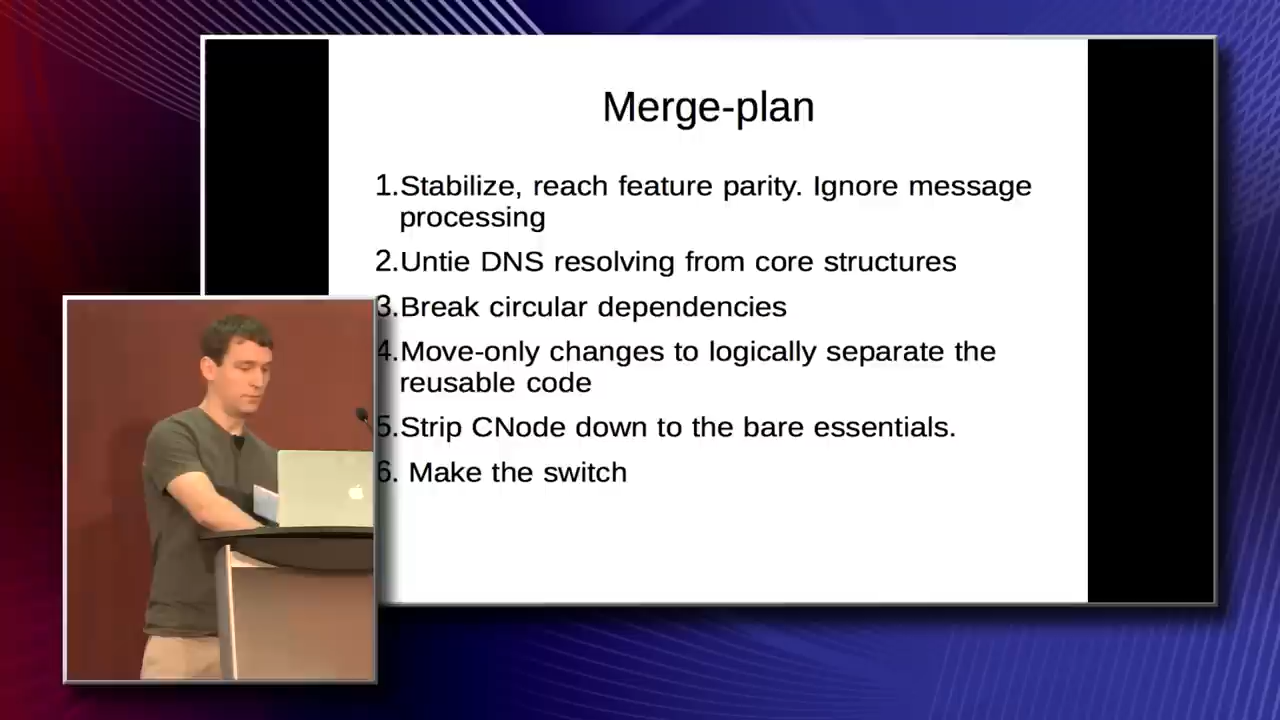 Merge-plan
1.Stabilize, reach feature parity. Ignore message
processing
2.Untie DNS resolving from core structures
3.Break circular dependencies
4.Move-only changes to logically separate the
reusable code
5.Strip CNode down to the bare essentials.
6. Make the switch